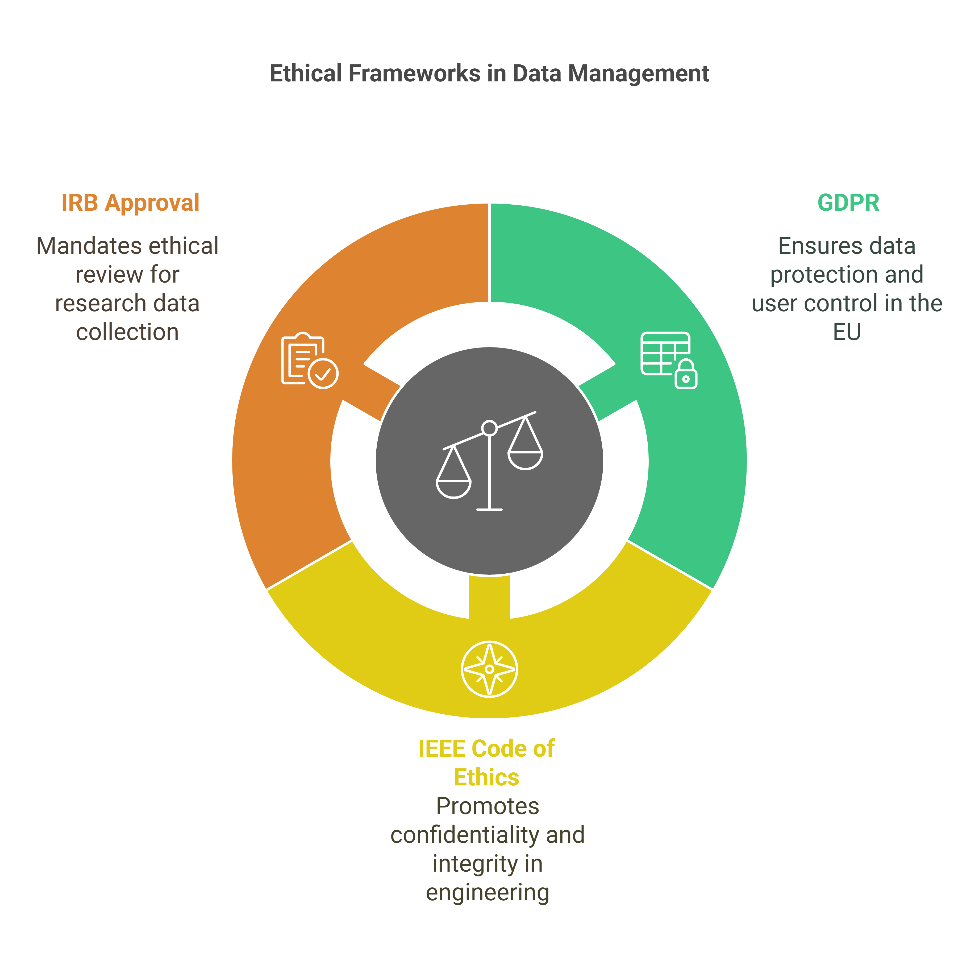 Ethical Frameworks in Data Management
IRB Approval
Mandates ethical
review for
research data
collection
GDPR
Ensures data
protection and
user control in the
EU
IEEE Code of
Ethics
Promotes
confidentiality and
integrity in
engineering